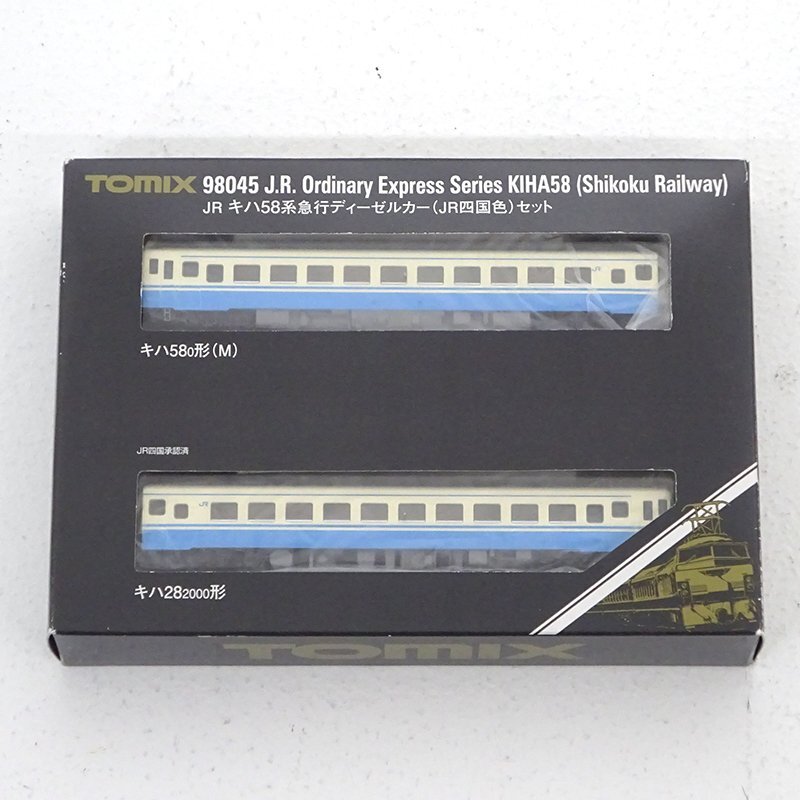 TOMIX 98045 J.R. Ordinary Express Series KIHA58 (Shikoku Railway)
JR キハ58系急行ディーゼルカー(JR四国色)セット
JR
キハ580形(M)
JR四国承認済
JR
キハ282000形
TOMIX